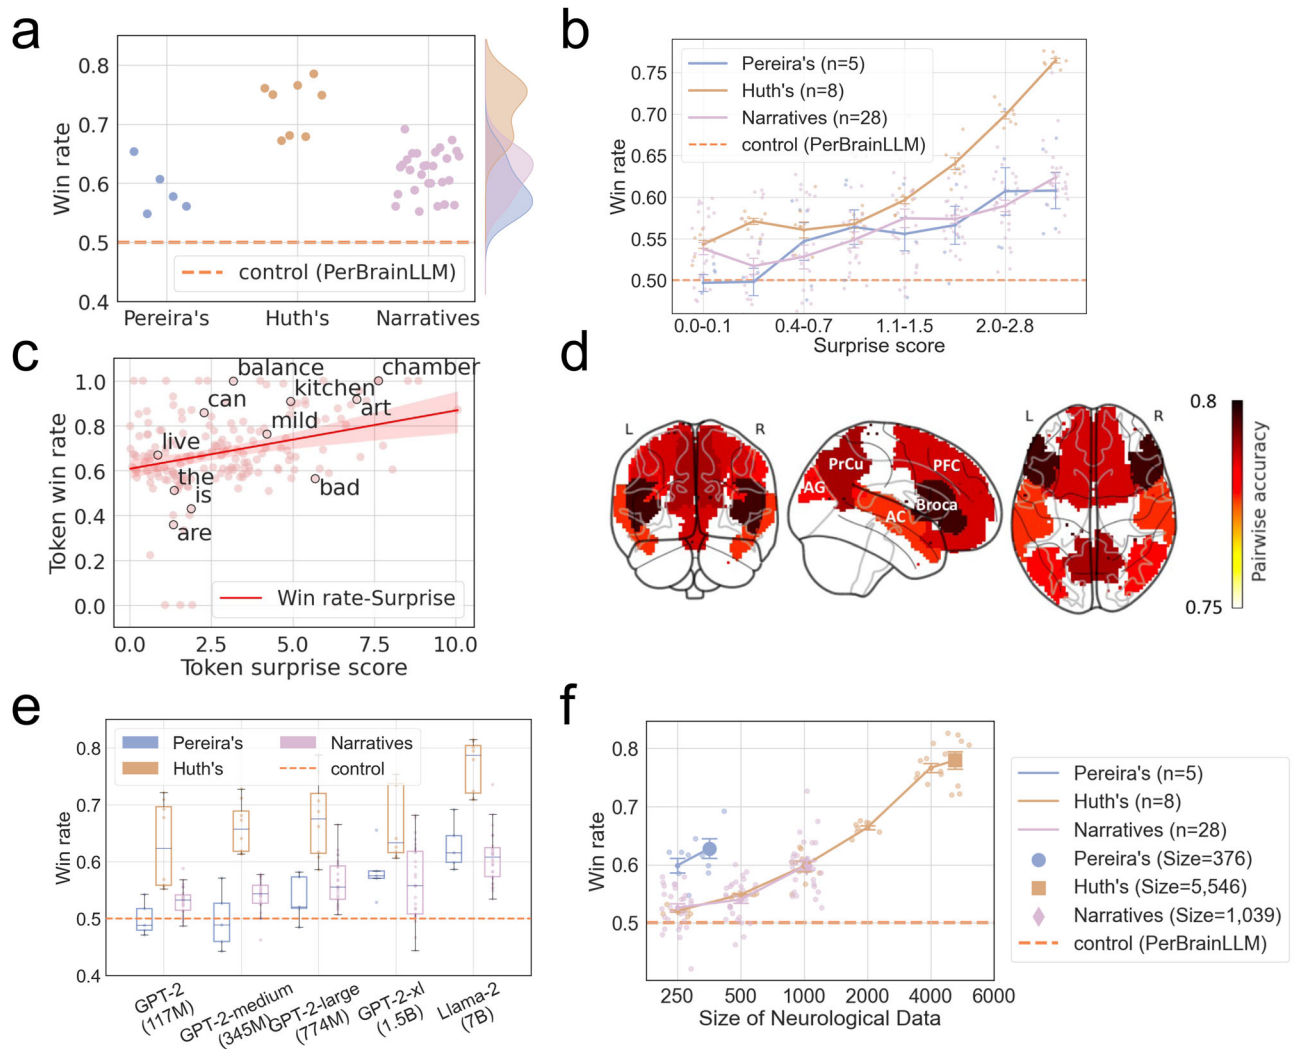 a
Win rate
0.8
0.7
0.6
0.5
0.4
control (PerBrainLLM)
Pereira's
Huth's
Narratives
b
Win rate
0.75
0.70
0.65
0.60
0.55
0.50
Pereira's (n=5)
Huth's (n=8)
Narratives (n=28)
control (PerBrainLLM)
0.0-0.1
0.4-0.7
1.1-1.5
2.0-2.8
Surprise score
c
Token win rate
1.0
0.8
0.6
0.4
0.2
0.0
balance
chamber
kitchen
can
art
mild
live
the
is
bad
are
Win rate-Surprise
0.0
2.5
5.0
7.5
10.0
Token surprise score
d
L
R
PrCu
PFC
AG
Broca
AC
L
R
0.8
0.75
Pairwise accuracy
e
Win rate
0.8
0.7
0.6
0.5
0.4
Pereira's
Huth's
Narratives
control
GPT-2
(117M)
GPT-2-medium
(345M)
GPT-2-large
(774M)
GPT-2-xl
(1.5B)
Llama-2
(7B)
f
Win rate
0.8
0.7
0.6
0.5
250
500
1000
2000
4000
6000
Size of Neurological Data
Pereira's (n=5)
Huth's (n=8)
Narratives (n=28)
Pereira's (Size=376)
Huth's (Size=5,546)
Narratives (Size=1,039)
control (PerBrainLLM)